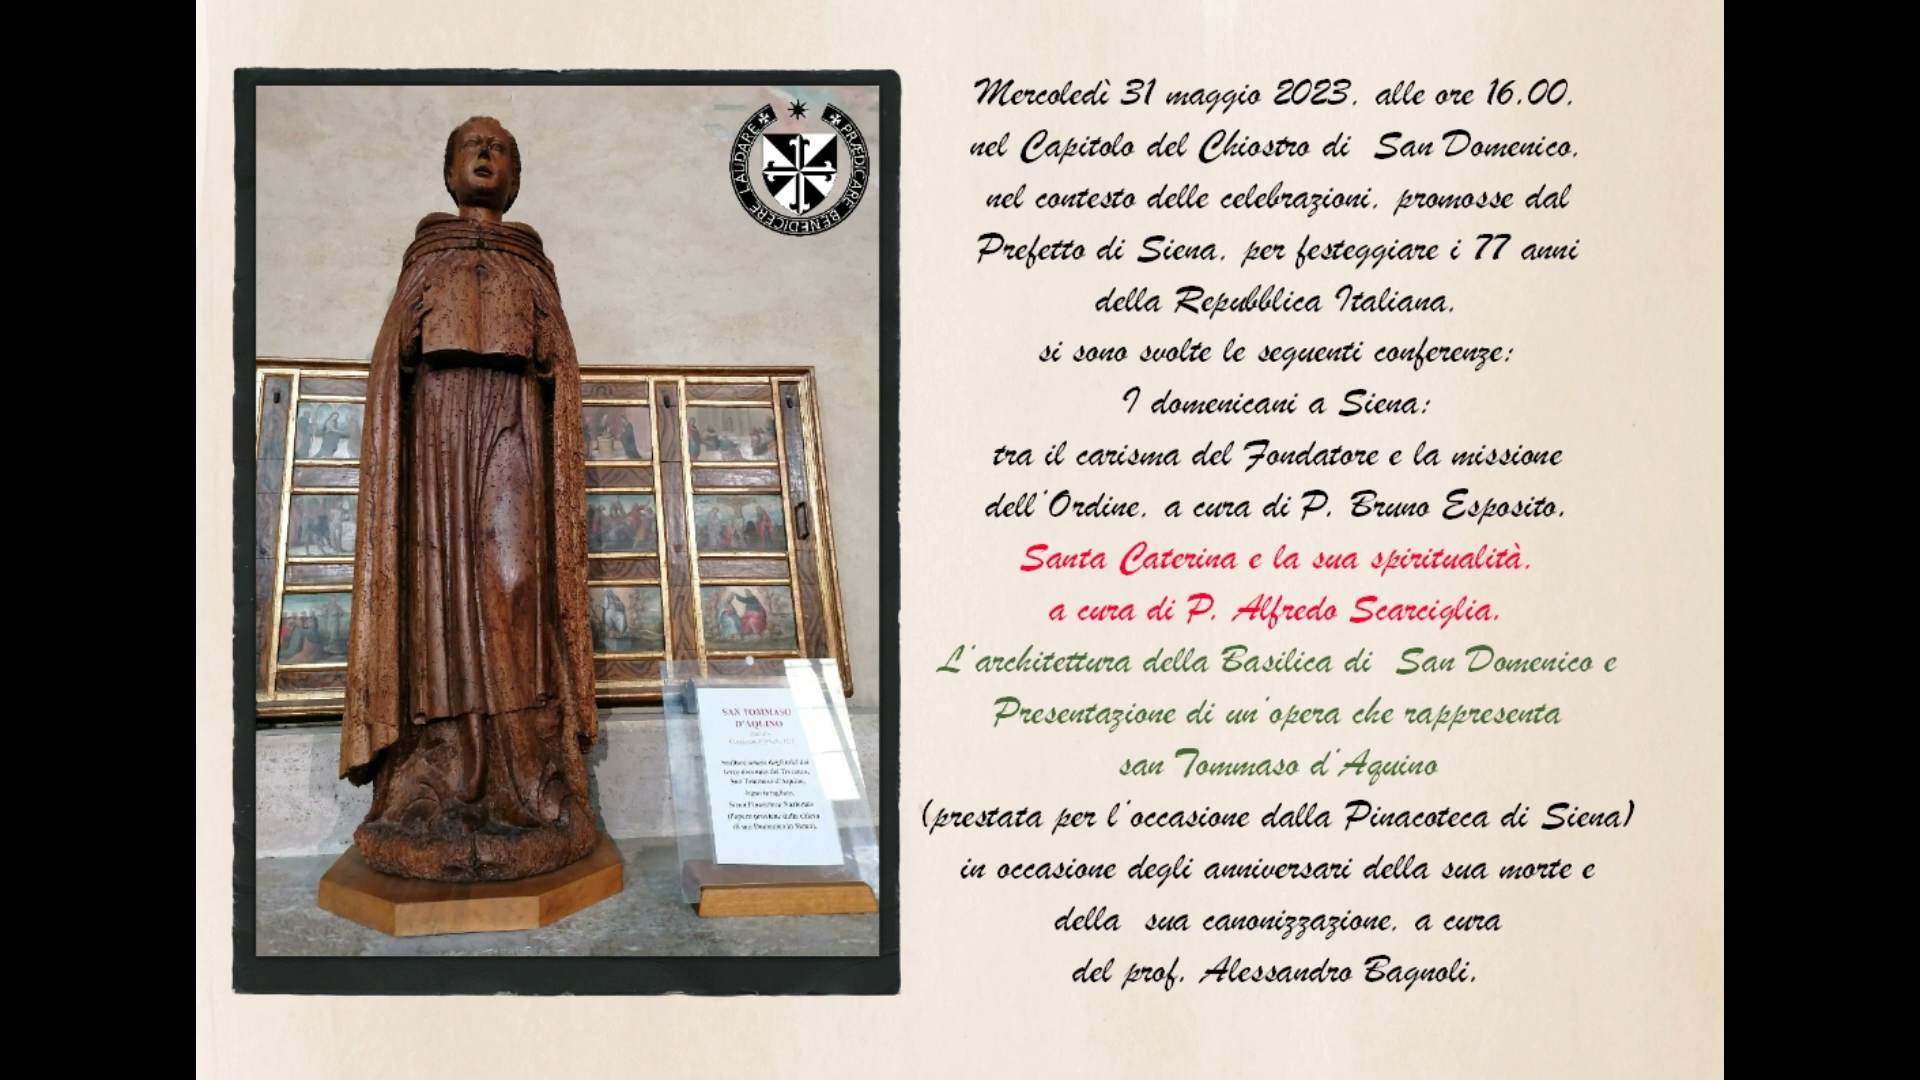 LAUDARE BENEDICERE PRÆDICARE
SAN TOMMASO
D'AQUINO
Mercoledì 31 maggio 2023, alle ore 16.00,
nel Capitolo del Chiostro di San Domenico,
nel contesto delle celebrazioni, promosse dal
Prefetto di Siena, per festeggiare i 77 anni
della Repubblica Italiana,
si sono svolte le seguenti conferenze:
I domenicani a Siena:
tra il carisma del Fondatore e la missione
dell'Ordine, a cura di P. Bruno Esposito.
Santa Caterina e la sua spiritualità,
a cura di P. Alfredo Scarciglia.
L'architettura della Basilica di San Domenico e
Presentazione di un'opera che rappresenta
san Tommaso d'Aquino
(prestata per l'occasione dalla Pinacoteca di Siena)
in occasione degli anniversari della sua morte e
della sua canonizzazione, a cura
del prof. Alessandro Bagnoli.